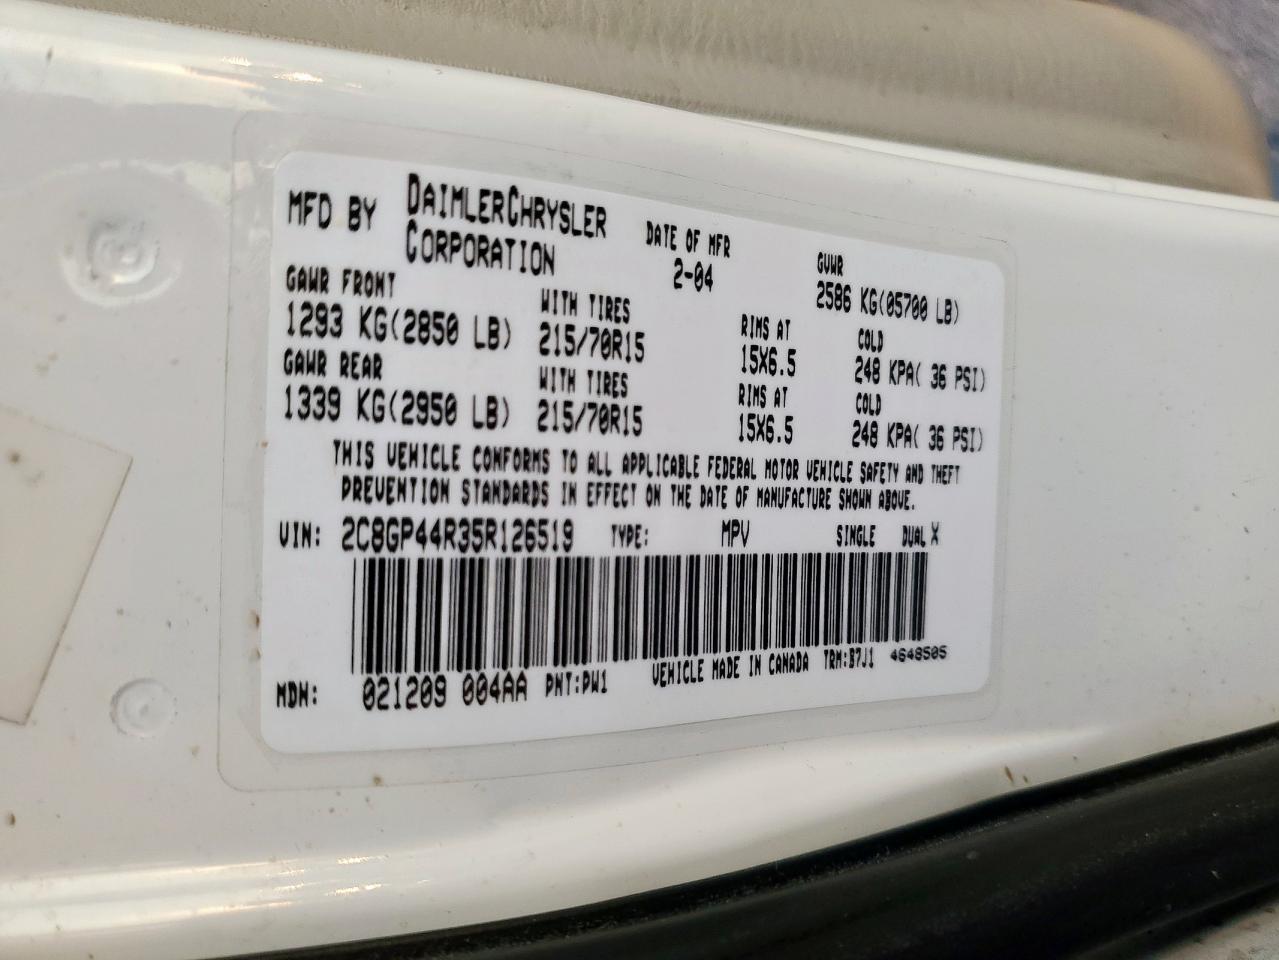 MFD BY DAIMLERCHRYSLER CORPORATION DATE OF MFR 2-04 GVWR 2586 KG(05700 LB)
GAWR FRONT WITH TIRES RIMS AT COLD
1293 KG(2850 LB) 215/70R15 15X6.5 248 KPA( 36 PSI)
GAWR REAR WITH TIRES RIMS AT COLD
1339 KG(2950 LB) 215/70R15 15X6.5 248 KPA( 36 PSI)
THIS VEHICLE CONFORMS TO ALL APPLICABLE FEDERAL MOTOR VEHICLE SAFETY AND THEFT
PREVENTION STANDARDS IN EFFECT ON THE DATE OF MANUFACTURE SHOWN ABOVE.
VIN: 2C8GP44R35R126519 TYPE: MPV SINGLE DUAL X
MDH: 021209 004AA PNT:PW1 VEHICLE MADE IN CANADA TRM:B7J1 4648505